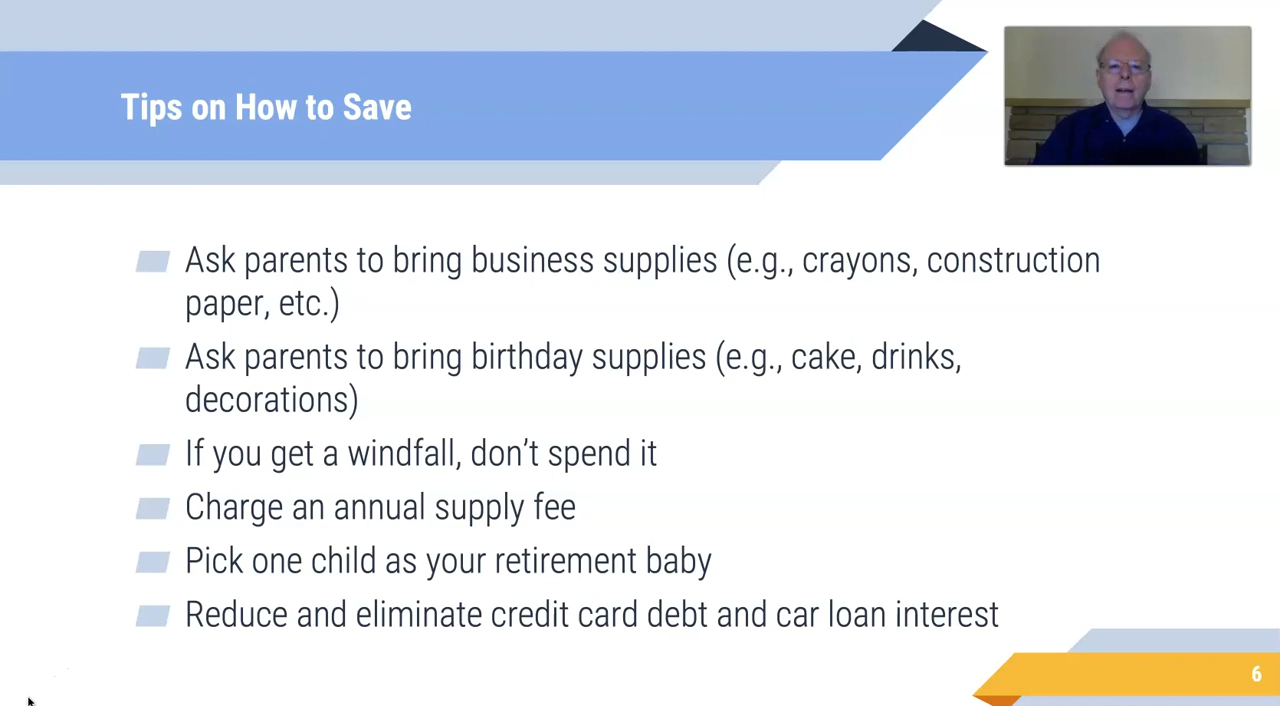 Tips on How to Save
Ask parents to bring business supplies (e.g., crayons, construction
paper, etc.)
Ask parents to bring birthday supplies (e.g., cake, drinks,
decorations)
If you get a windfall, don’t spend it
Charge an annual supply fee
Pick one child as your retirement baby
Reduce and eliminate credit card debt and car loan interest
6